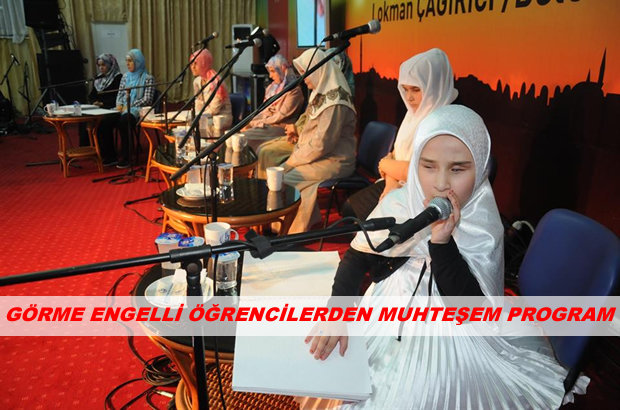 Lokman ÇAĞIRICI
GÖRME ENGELLİ ÖĞRENCİLERDEN MUHTEŞEM PROGRAM